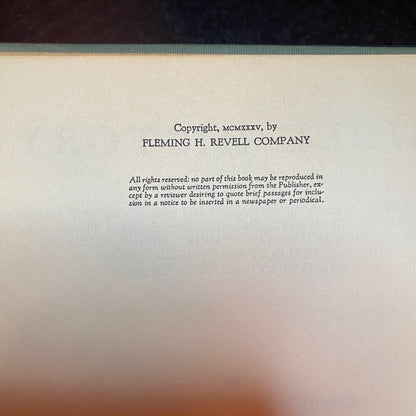 Copyright, MCMXXXV, by
FLEMING H. REVELL COMPANY
All rights reserved: no part of this book may be reproduced in
any form without written permission from the Publisher, ex-
cept by a reviewer desiring to quote brief passages for inclu-
sion in a notice to be inserted in a newspaper or periodical.